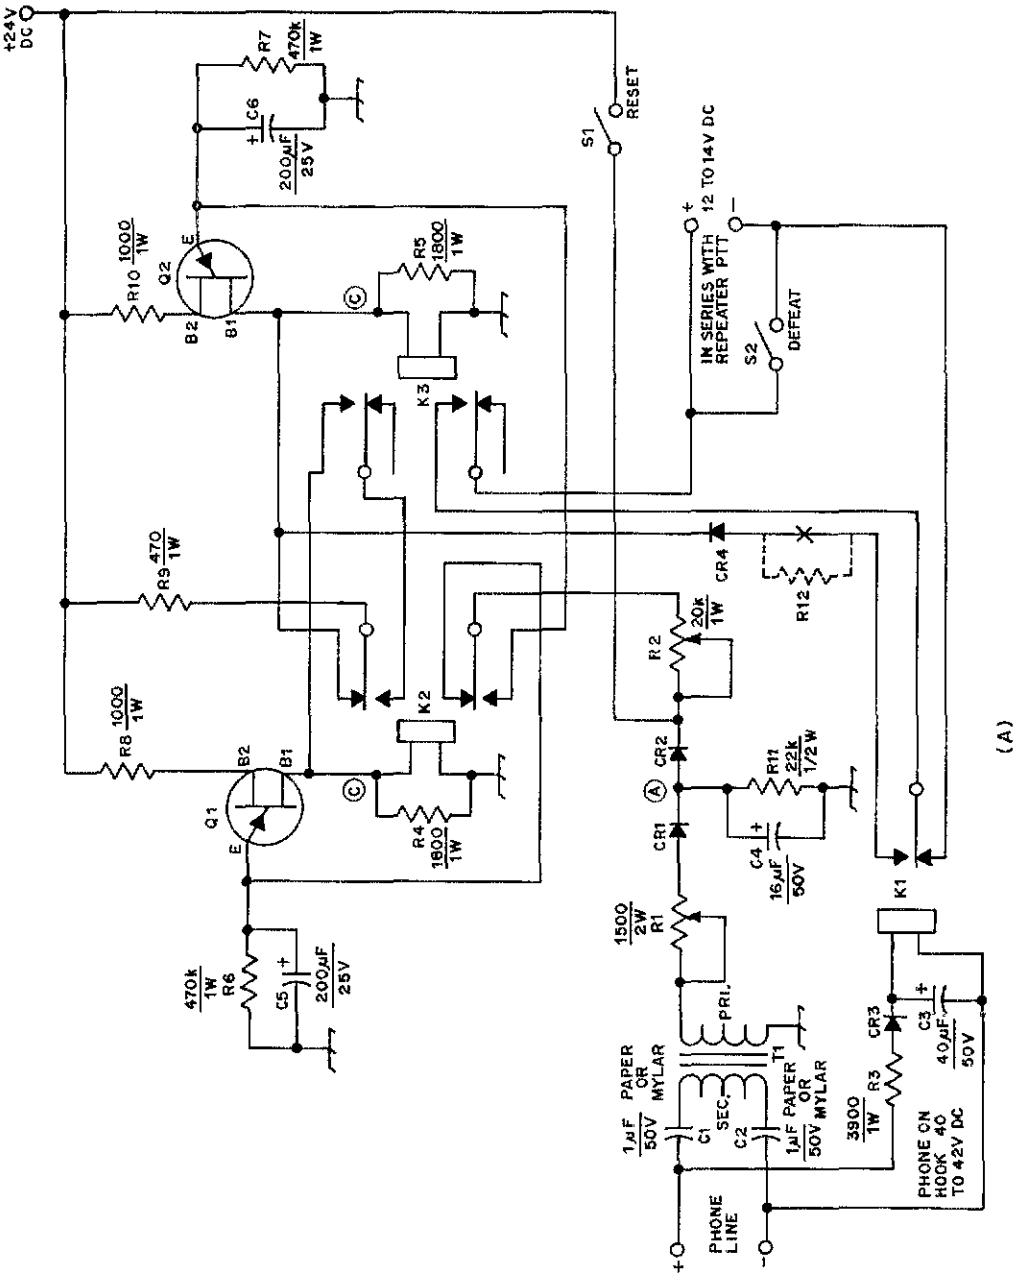 +24V
DC
R7
470k
1W
C6
+
200µF
25V
R10
1000
1W
Q2
E
B2
B1
C
R5
1800
1W
K3
S1
RESET
+
12 TO 14V DC
-
IN SERIES WITH
REPEATER PTT
S2
DEFEAT
R9
470
1W
CR4
R12
R8
1000
1W
B2
B1
Q1
E
C
R4
1800
1W
K2
R2
20k
1W
CR2
A
R11
22k
1/2W
CR1
C4
+
16µF
50V
K1
(A)
470k
1W
R6
C5
+
200µF
25V
1500
2W
R1
PRI.
T1
SEC.
PAPER
OR
MYLAR
1µF
50V
C1
C2
1µF
50V
PAPER
OR
MYLAR
CR3
C3
+
40µF
50V
R3
3900
1W
PHONE ON
HOOK 40
TO 42V DC
+
PHONE
LINE
-